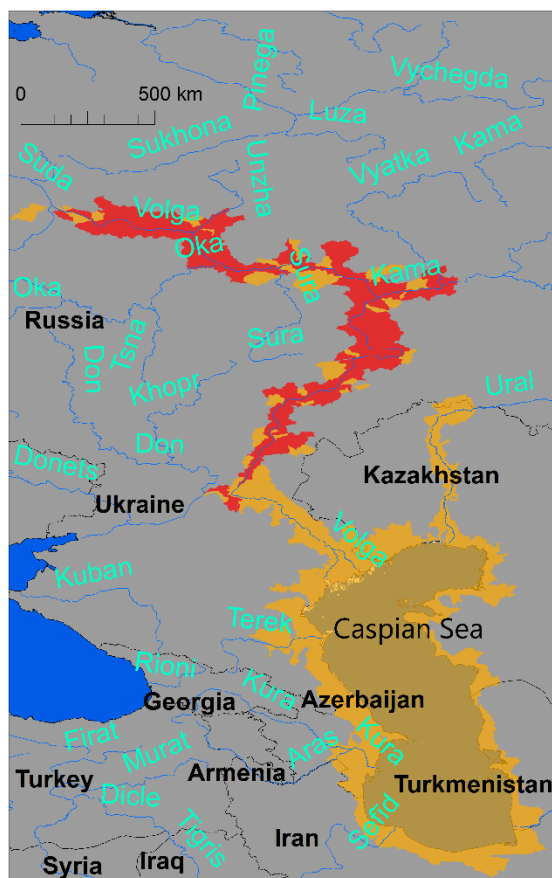 Pinega
Vychegda
0 500 km
Luza
Sukhona
Kama
Suda
Unzha
Vyatka
Volga
Oka
Sura
Kama
Oka
Russia
Tsna
Sura
Don
Khopr
Ural
Don
Donets
Kazakhstan
Ukraine
Volga
Kuban
Terek
Caspian Sea
Rioni
Kura
Georgia
Azerbaijan
Firat
Murat
Aras
Kura
Turkey
Armenia
Turkmenistan
Dicle
Sefid
Tigris
Iran
Syria
Iraq